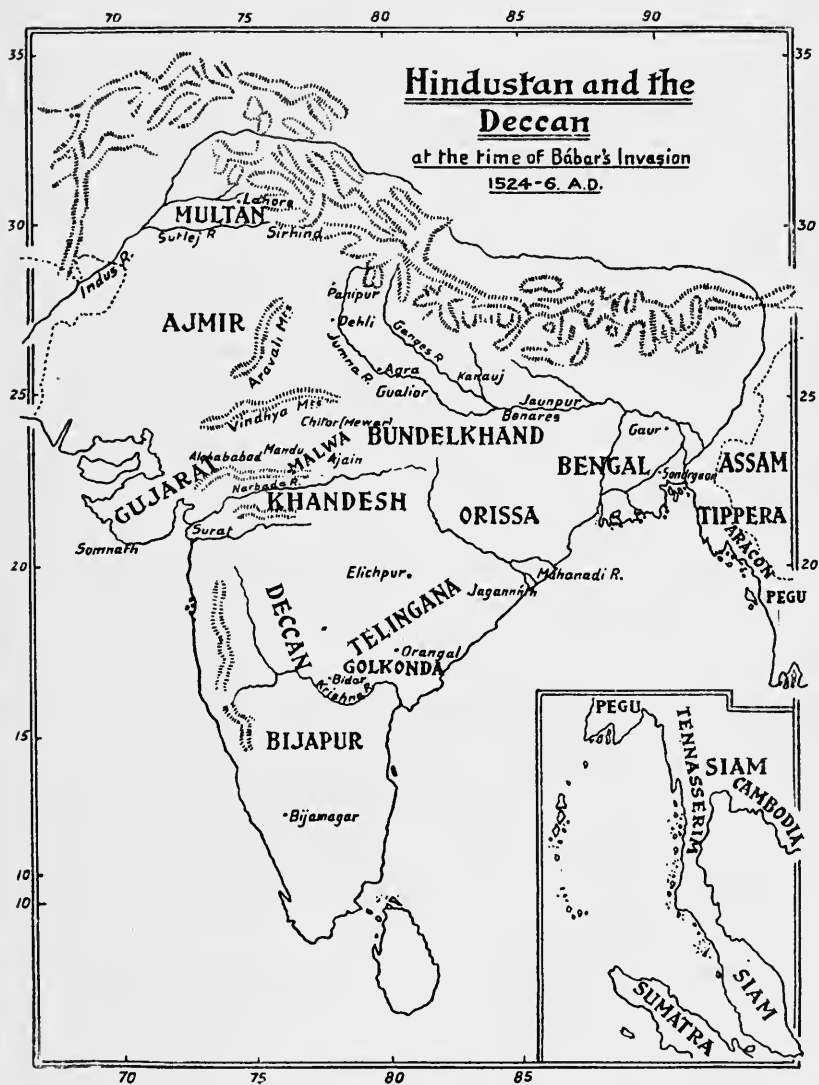 70 75 80 85 90
35
35
Hindustan and the
Deccan
at the time of Bábar's Invasion
1524-6. A.D.
Lahore
MULTAN
30
30
Sutlej R
Sirhind
Indus R.
Panipur
AJMIR
Dehli
Aravali Mts
Jumna R.
Ganges R.
Agra
Kanauj
Gualior
25
25
Jaunpur
Benares
Vindhya Mts
Chitor (Mewar)
BUNDELKHAND
Gaur
Mandu
MALWA
Ajain
BENGAL
ASSAM
GUJARAT
Narbada R.
KHANDESH
ORISSA
TIPPERA
Surat
Somnath
ARACON
20
20
Elichpur
Mahanadi R.
Jagannáth
PEGU
DECCAN
TELINGANA
Orangal
GOLKONDA
Bidar
Krishna R.
15
BIJAPUR
Bijamagar
10
10
PEGU
TENNASSERIM
SIAM
CAMBODIA
SIAM
SUMATRA
70 75 80 85